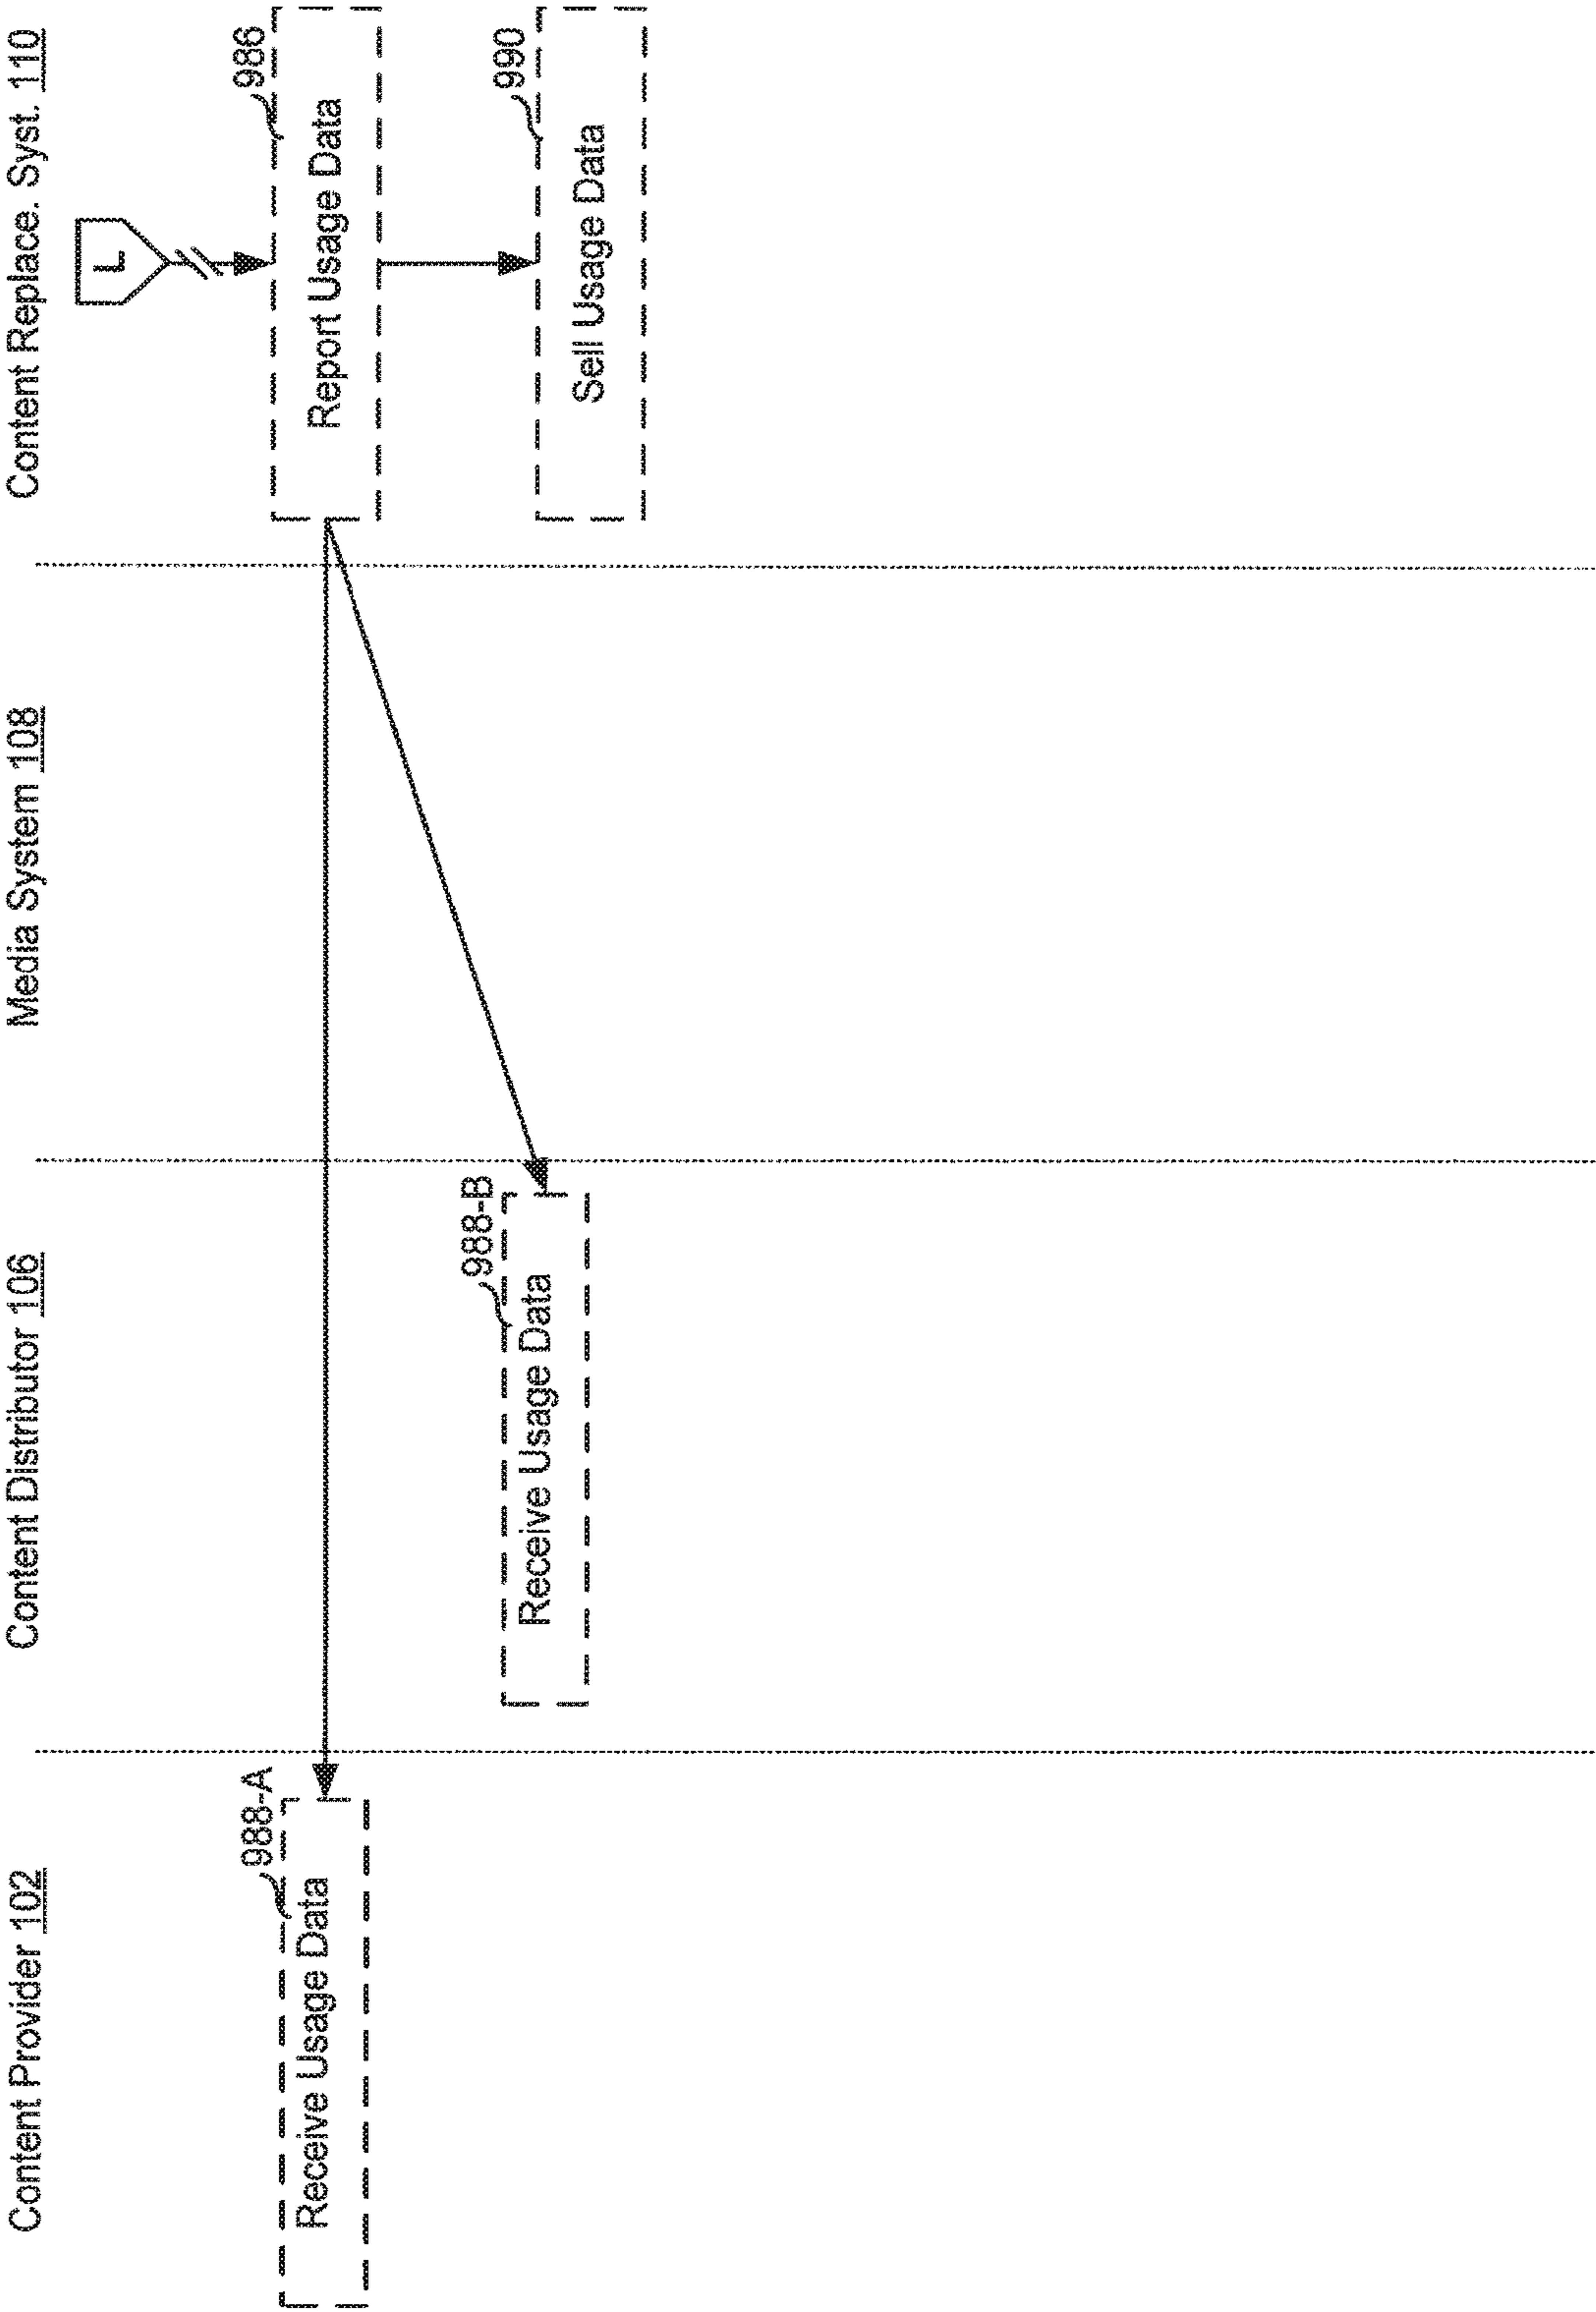 Content Provider 102
Content Distributor 106
Media System 108
Content Replace. Syst. 110
L
988-A
Receive Usage Data
986
Report Usage Data
988-B
Receive Usage Data
990
Sell Usage Data